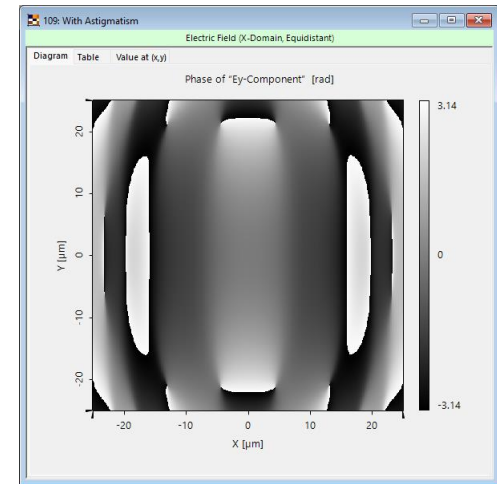 109: With Astigmatism
Electric Field (X-Domain, Equidistant)
Diagram Table Value at (x,y)
Phase of "Ey-Component" [rad]
3.14
0
-3.14
20
10
0
-10
-20
Y [µm]
-20 -10 0 10 20
X [µm]